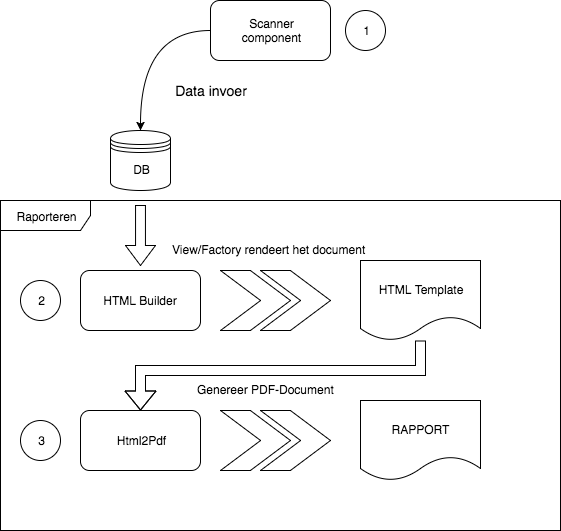 Scanner
component
1
Data invoer
DB
Raporteren
View/Factory rendeert het document
2
HTML Builder
HTML Template
Genereer PDF-Document
3
Html2Pdf
RAPPORT